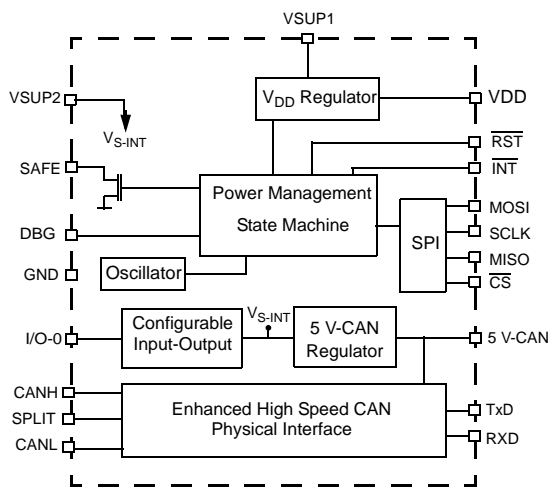 VSUP1
VSUP2
VS-INT
VDD Regulator
VDD
SAFE
RST
INT
Power Management
State Machine
MOSI
SCLK
SPI
MISO
CS
DBG
GND
Oscillator
I/O-0
Configurable
Input-Output
VS-INT
5 V-CAN
Regulator
5 V-CAN
CANH
SPLIT
CANL
Enhanced High Speed CAN
Physical Interface
TxD
RXD